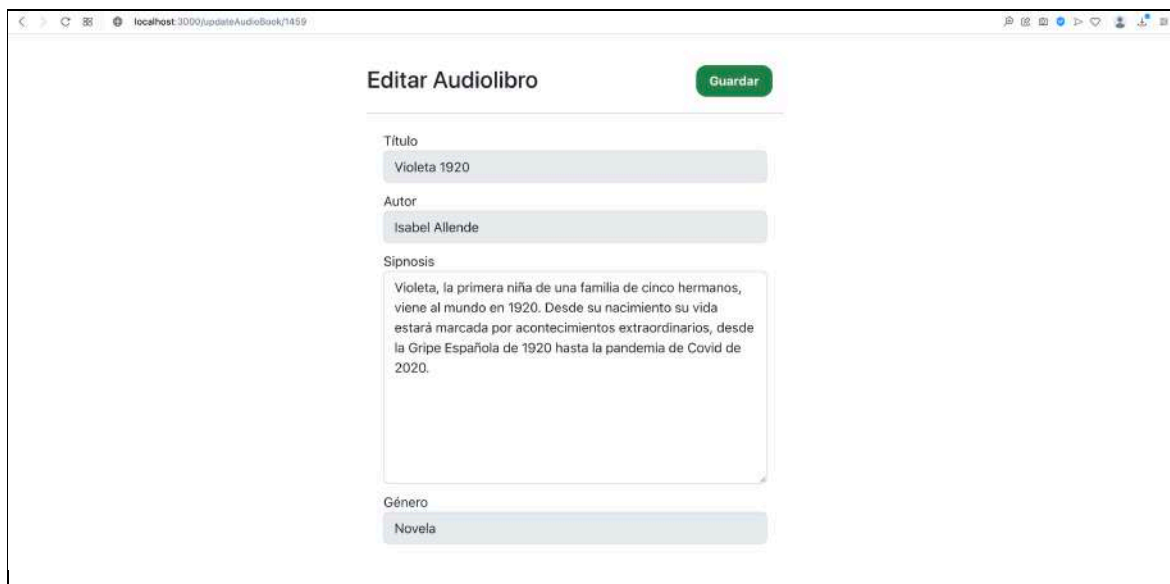 localhost:3000/updateAudioBook/1459
Editar Audiolibro
Guardar
Título
Violeta 1920
Autor
Isabel Allende
Sipnosis
Violeta, la primera niña de una familia de cinco hermanos,
viene al mundo en 1920. Desde su nacimiento su vida
estará marcada por acontecimientos extraordinarios, desde
la Gripe Española de 1920 hasta la pandemia de Covid de
2020.
Género
Novela